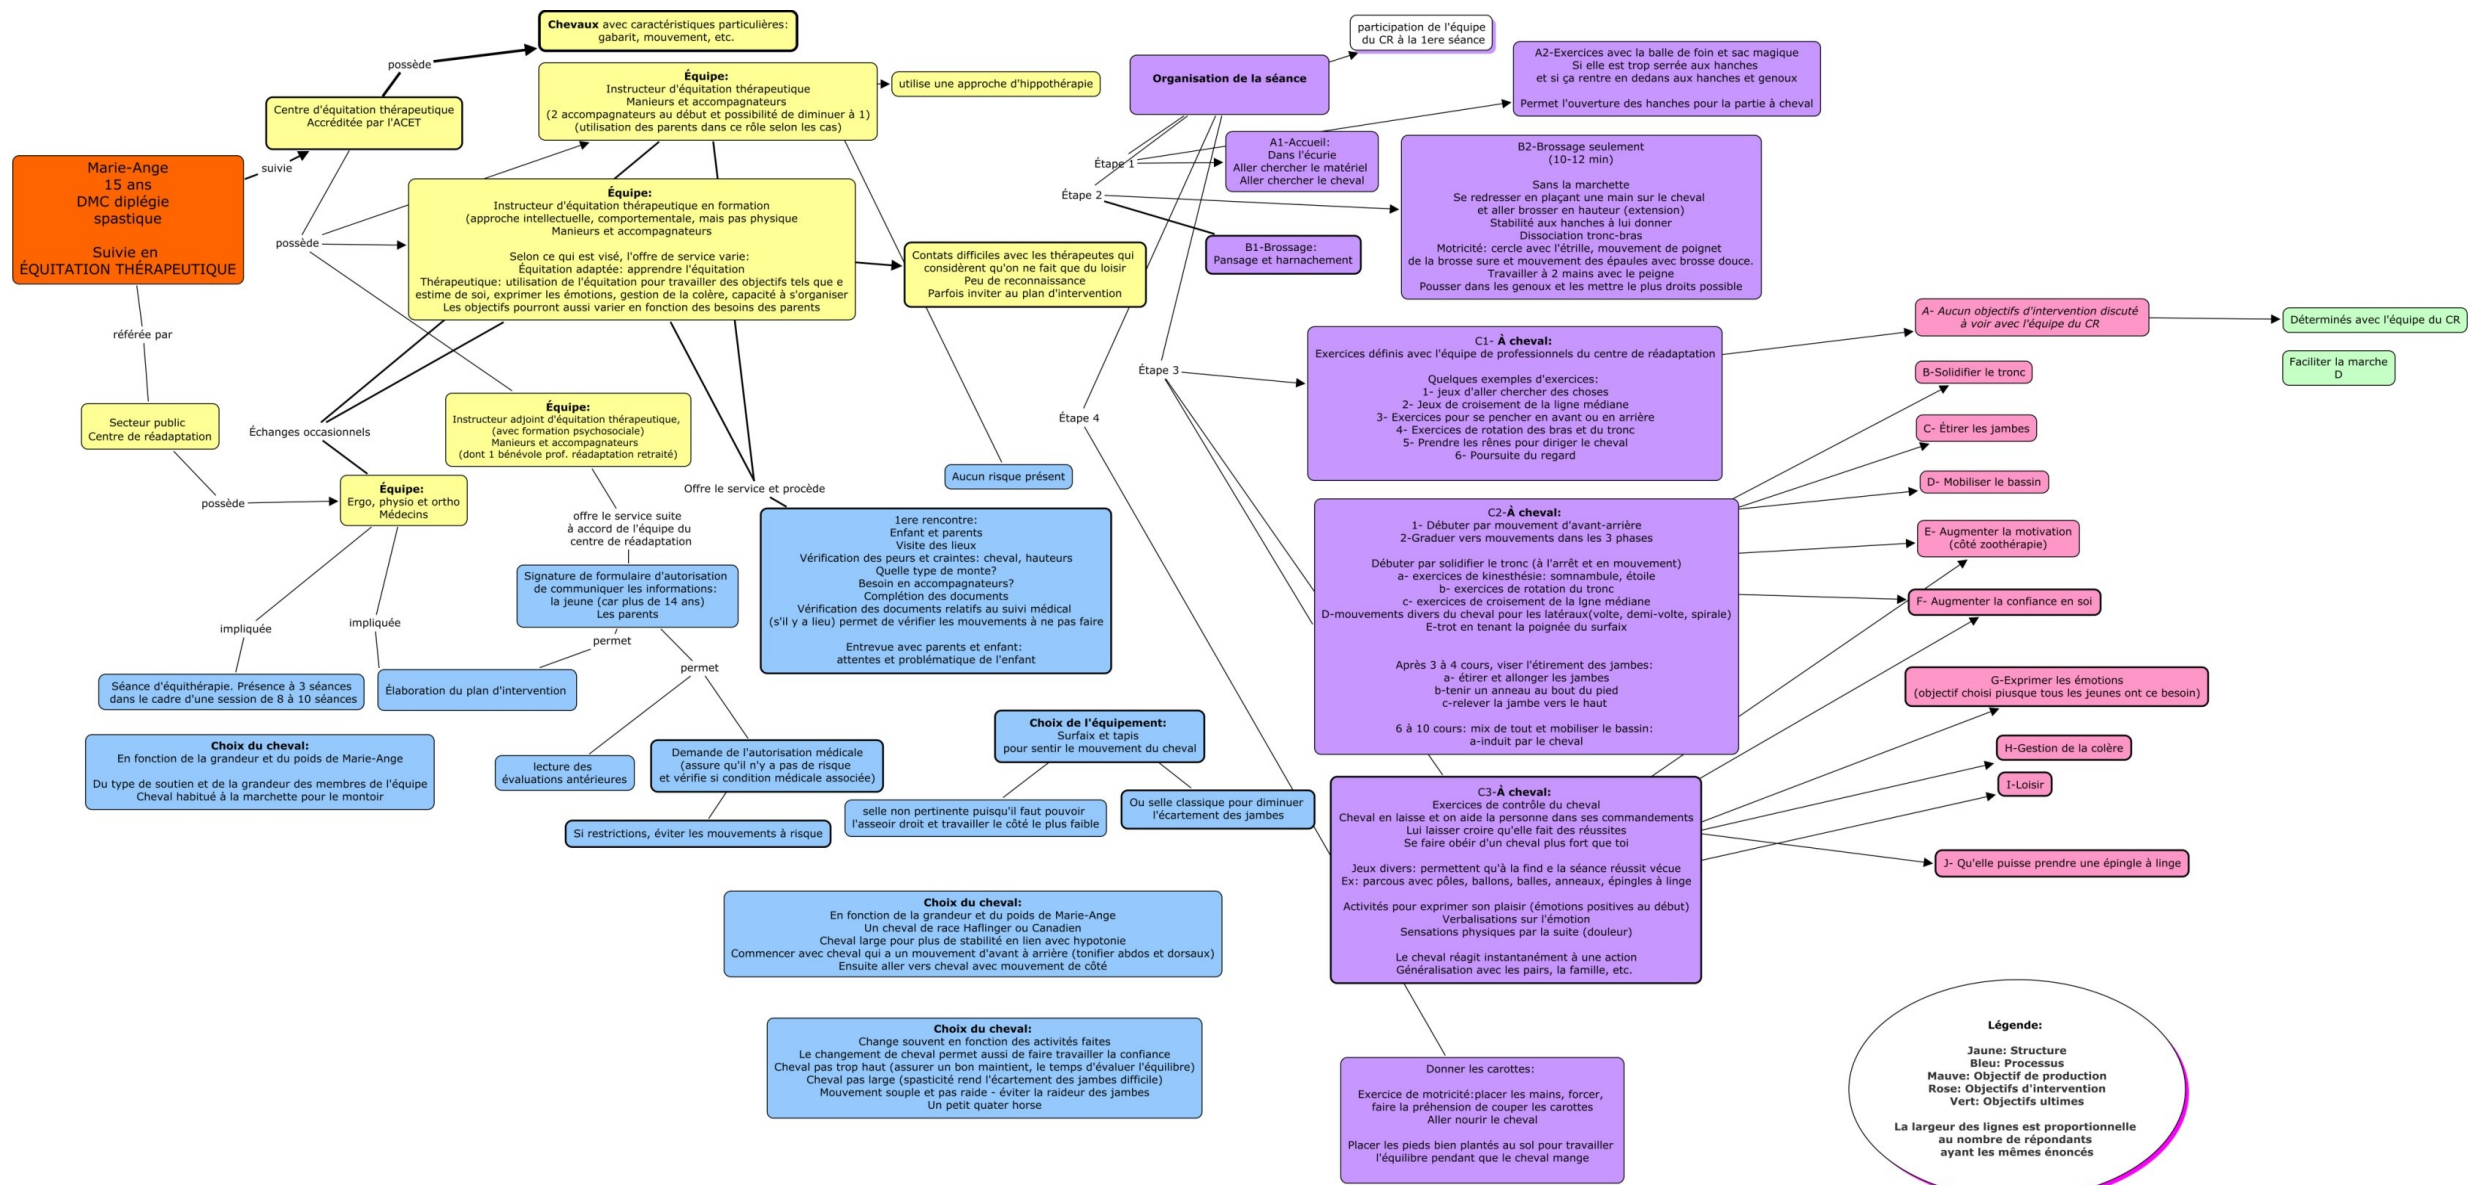 Chevaux avec caractéristiques particulières:
gabarit, mouvement, etc.
possède
Centre d'équitation thérapeutique
Accréditée par l'ACET
suivie
Marie-Ange
15 ans
DMC diplégie
spastique
Suivie en
ÉQUITATION THÉRAPEUTIQUE
Équipe:
Instructeur d'équitation thérapeutique
Manieurs et accompagnateurs
(2 accompagnateurs au début et possibilité de diminuer à 1)
(utilisation des parents dans ce rôle selon les cas)
utilise une approche d'hippothérapie
possède
Équipe:
Instructeur d'équitation thérapeutique en formation
(approche intellectuelle, comportementale, mais pas physique
Manieurs et accompagnateurs
Selon ce qui est visé, l'offre de service varie:
Équitation adaptée: apprendre l'équitation
Thérapeutique: utilisation de l'équitation pour travailler des objectifs tels que e
estime de soi, exprimer les émotions, gestion de la colère, capacité à s'organiser
Les objectifs pourront aussi varier en fonction des besoins des parents
Contats difficiles avec les thérapeutes qui
considèrent qu'on ne fait que du loisir
Peu de reconnaissance
Parfois inviter au plan d'intervention
référée par
Secteur public
Centre de réadaptation
possède
Échanges occasionnels
Équipe:
Ergo, physio et ortho
Médecins
Équipe:
Instructeur adjoint d'équitation thérapeutique,
(avec formation psychosociale)
Manieurs et accompagnateurs
(dont 1 bénévole prof. réadaptation retraité)
Offre le service et procède
Aucun risque présent
offre le service suite
à accord de l'équipe du
centre de réadaptation
1ere rencontre:
Enfant et parents
Visite des lieux
Vérification des peurs et craintes: cheval, hauteurs
Quelle type de monte?
Besoin en accompagnateurs?
Complétion des documents
Vérification des documents relatifs au suivi médical
(s'il y a lieu) permet de vérifier les mouvements à ne pas faire
Entrevue avec parents et enfant:
attentes et problématique de l'enfant
Signature de formulaire d'autorisation
de communiquer les informations:
la jeune (car plus de 14 ans)
Les parents
impliquée
impliquée
permet
permet
Séance d'équithérapie. Présence à 3 séances
dans le cadre d'une session de 8 à 10 séances
Élaboration du plan d'intervention
Choix du cheval:
En fonction de la grandeur et du poids de Marie-Ange
Du type de soutien et de la grandeur des membres de l'équipe
Cheval habitué à la marchette pour le montoir
lecture des
évaluations antérieures
Demande de l'autorisation médicale
(assure qu'il n'y a pas de risque
et vérifie si condition médicale associée)
Si restrictions, éviter les mouvements à risque
Choix de l'équipement:
Surfaix et tapis
pour sentir le mouvement du cheval
selle non pertinente puisqu'il faut pouvoir
l'asseoir droit et travailler le côté le plus faible
Ou selle classique pour diminuer
l'écartement des jambes
Choix du cheval:
En fonction de la grandeur et du poids de Marie-Ange
Un cheval de race Haflinger ou Canadien
Cheval large pour plus de stabilité en lien avec hypotonie
Commencer avec cheval qui a un mouvement d'avant à arrière (tonifier abdos et dorsaux)
Ensuite aller vers cheval avec mouvement de côté
Choix du cheval:
Change souvent en fonction des activités faites
Le changement de cheval permet aussi de faire travailler la confiance
Cheval pas trop haut (assurer un bon maintient, le temps d'évaluer l'équilibre)
Cheval pas large (spasticité rend l'écartement des jambes difficile)
Mouvement souple et pas raide - éviter la raideur des jambes
Un petit quater horse
Organisation de la séance
participation de l'équipe
du CR à la 1ere séance
A2-Exercices avec la balle de foin et sac magique
Si elle est trop serrée aux hanches
et si ça rentre en dedans aux hanches et genoux
Permet l'ouverture des hanches pour la partie à cheval
Étape 1
A1-Accueil:
Dans l'écurie
Aller chercher le matériel
Aller chercher le cheval
Étape 2
B1-Brossage:
Pansage et harnachement
B2-Brossage seulement
(10-12 min)
Sans la marchette
Se redresser en plaçant une main sur le cheval
et aller brosser en hauteur (extension)
Stabilité aux hanches à lui donner
Dissociation tronc-bras
Motricité: cercle avec l'étrille, mouvement de poignet
de la brosse sure et mouvement des épaules avec brosse douce.
Travailler à 2 mains avec le peigne
Pousser dans les genoux et les mettre le plus droits possible
Étape 3
Étape 4
C1- À cheval:
Exercices définis avec l'équipe de professionnels du centre de réadaptation
Quelques exemples d'exercices:
1- jeux d'aller chercher des choses
2- Jeux de croisement de la ligne médiane
3- Exercices pour se pencher en avant ou en arrière
4- Exercices de rotation des bras et du tronc
5- Prendre les rênes pour diriger le cheval
6- Poursuite du regard
C2-À cheval:
1- Débuter par mouvement d'avant-arrière
2-Graduer vers mouvements dans les 3 phases
Débuter par solidifier le tronc (à l'arrêt et en mouvement)
a- exercices de kinesthésie: somnambule, étoile
b- exercices de rotation du tronc
c- exercices de croisement de la lgne médiane
D-mouvements divers du cheval pour les latéraux(volte, demi-volte, spirale)
E-trot en tenant la poignée du surfaix
Après 3 à 4 cours, viser l'étirement des jambes:
a- étirer et allonger les jambes
b-tenir un anneau au bout du pied
c-relever la jambe vers le haut
6 à 10 cours: mix de tout et mobiliser le bassin:
a-induit par le cheval
C3-À cheval:
Exercices de contrôle du cheval
Cheval en laisse et on aide la personne dans ses commandements
Lui laisser croire qu'elle fait des réussites
Se faire obéir d'un cheval plus fort que toi
Jeux divers: permettent qu'à la find e la séance réussit vécue
Ex: parcous avec pôles, ballons, balles, anneaux, épingles à linge
Activités pour exprimer son plaisir (émotions positives au début)
Verbalisations sur l'émotion
Sensations physiques par la suite (douleur)
Le cheval réagit instantanément à une action
Généralisation avec les pairs, la famille, etc.
Donner les carottes:
Exercice de motricité:placer les mains, forcer,
faire la préhension de couper les carottes
Aller nourir le cheval
Placer les pieds bien plantés au sol pour travailler
l'équilibre pendant que le cheval mange
A- Aucun objectifs d'intervention discuté
à voir avec l'équipe du CR
Déterminés avec l'équipe du CR
Faciliter la marche
D
B-Solidifier le tronc
C- Étirer les jambes
D- Mobiliser le bassin
E- Augmenter la motivation
(côté zoothérapie)
F- Augmenter la confiance en soi
G-Exprimer les émotions
(objectif choisi piusque tous les jeunes ont ce besoin)
H-Gestion de la colère
I-Loisir
J- Qu'elle puisse prendre une épingle à linge
Légende:
Jaune: Structure
Bleu: Processus
Mauve: Objectif de production
Rose: Objectifs d'intervention
Vert: Objectifs ultimes
La largeur des lignes est proportionnelle
au nombre de répondants
ayant les mêmes énoncés